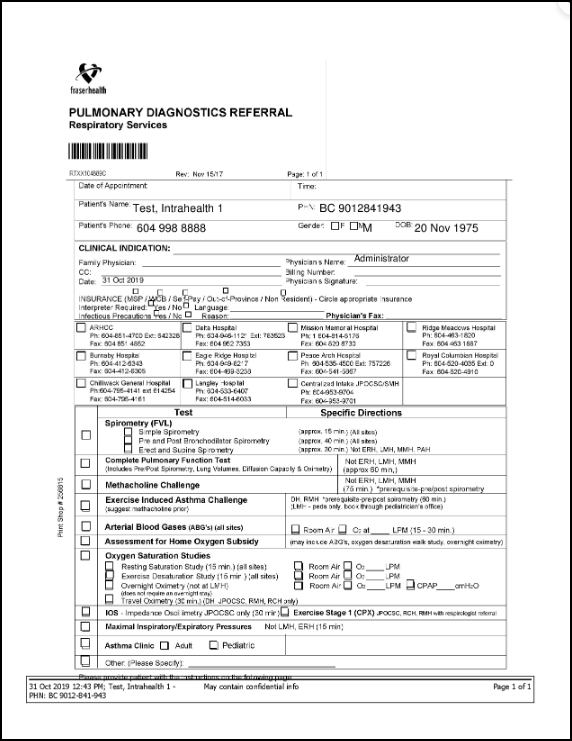 fraserhealth
PULMONARY DIAGNOSTICS REFERRAL
Respiratory Services
Rev: Nov 15/17 Page: 1 of 1
Date of Appointment: Time:
Patient's Name: Test, Intrahealth 1 PHN: BC 9012841943
Patient's Phone: 604 998 8888 Gender: F M DOB: 20 Nov 1975
CLINICAL INDICATION:
Family Physician: Physician's Name: Administrator
CC: Billing Number:
Date: 31 Oct 2019 Physician's Signature:
INSURANCE (MSP / WCB / Self-Pay / Out-of-Province / Non Resident) - Circle appropriate insurance
Interpreter Required: Yes / No Language:
Infectious Precautions Yes / No Reason: Physician's Fax:
ARHCC Delta Hospital Mission Memorial Hospital Ridge Meadows Hospital
Ph: 604-851-4700 Ext: 642328 Ph: 604-946-1121 Ext: 783523 Ph: 1 604-814-5176 Ph: 604-463-1820
Fax: 604 851 4862 Fax: 604 952 7353 Fax: 604 820 8733 Fax: 604 463 1887
Burnaby Hospital Eagle Ridge Hospital Peace Arch Hospital Royal Columbian Hospital
Ph: 604-412-6343 Ph: 604-949-8217 Ph: 604-535-4500 Ext: 757226 Ph: 604-520-4035 Ext: 0
Fax: 604-412-6305 Fax: 604-469-3238 Fax: 604-541-5867 Fax: 604-520-4810
Chilliwack General Hospital Langley Hospital Centralized Intake JPOCSC/SMH
Ph:604-795-4141 ext 614254 Ph: 604-533-6407 Ph: 604-953-9704
Fax: 604-795-4161 Fax: 604-514-6033 Fax: 604-953-9701
Test Specific Directions
Spirometry (FVL)
Simple Spirometry (approx. 15 min.) (All sites)
Pre and Post Bronchodilator Spirometry (approx. 40 min.) (All sites)
Erect and Supine Spirometry (approx. 30 min.) Not ERH, LMH, MMH, PAH
Complete Pulmonary Function Test Not ERH, LMH, MMH
(Includes Pre/Post Spirometry, Lung Volumes, Diffusion Capacity & Oximetry) (approx 60 min,)
Methacholine Challenge Not ERH, LMH, MMH
(75 min.) *prerequisite-pre/post spirometry
Exercise Induced Asthma Challenge DH, RMH *prerequisite-pre/post spirometry (60 min.)
(suggest methacholine prior) (LMH - peds only, book through pediatrician's office)
Arterial Blood Gases (ABG's) (all sites) Room Air O₂ at____ LPM (15 - 30 min.)
Assessment for Home Oxygen Subsidy (may include ABG's, oxygen desaturation walk study, overnight oximetry)
Oxygen Saturation Studies
Resting Saturation Study (15 min.) (all sites) Room Air O₂ ____ LPM
Exercise Desaturation Study (15 min.) (all sites) Room Air O₂ ____ LPM
Overnight Oximetry (not at LMH) Room Air O₂ ____ LPM CPAP____cmH2O
(does not require an overnight stay)
Travel Oximetry (30 min.) (DH JPOCSC, RMH, RCH only)
IOS - Impedance Oscillimetry JPOCSC only (30 min) Exercise Stage 1 (CPX) JPOCSC, RCH, RMH with respirologist referral
Maximal Inspiratory/Expiratory Pressures Not LMH, ERH (15 min)
Asthma Clinic Adult Pediatric
Other: (Please Specify):
Please provide patient with the instructions on the following page
Print Shop # 256815
31 Oct 2019 12:43 PM; Test, Intrahealth 1 - May contain confidential info Page 1 of 1
PHN: BC 9012-841-943